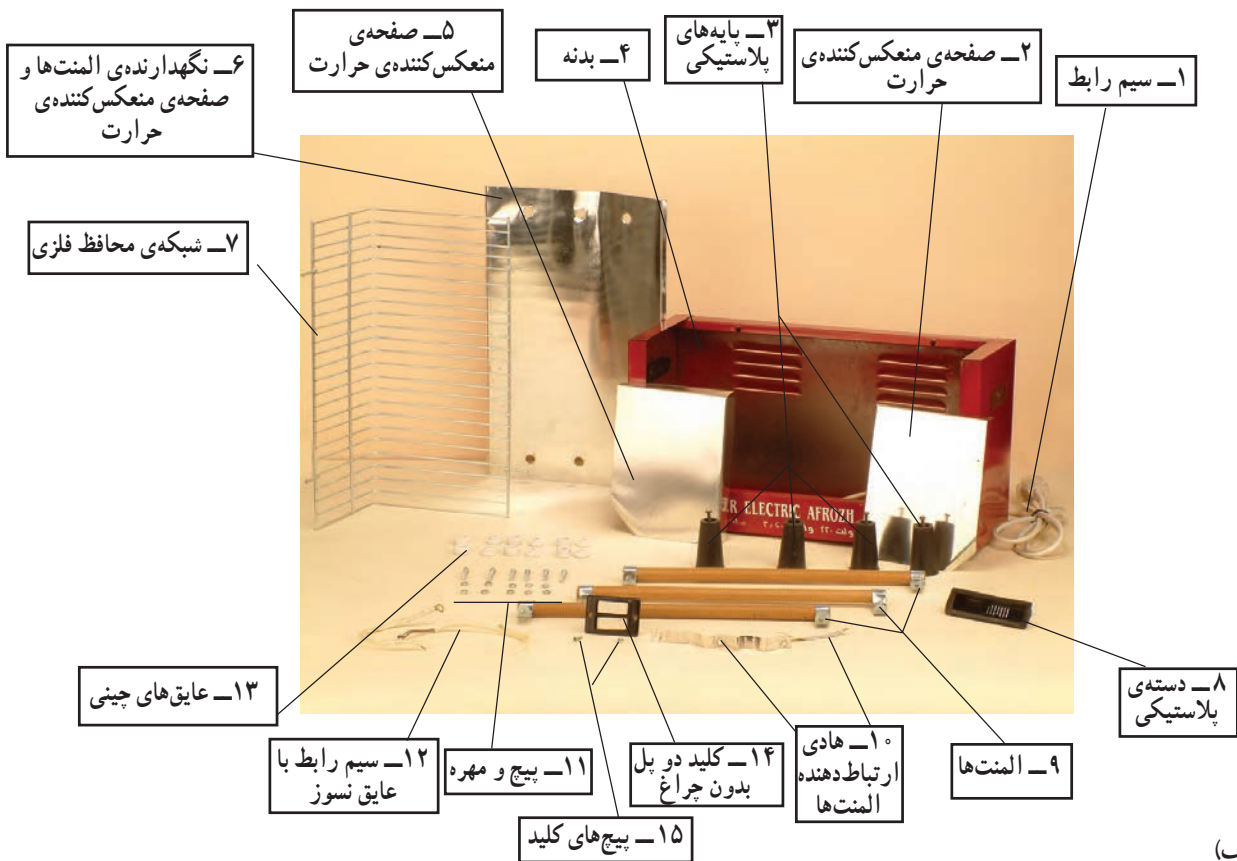 ۱ــ سیم رابط
۲ــ صفحه‌ی منعکس‌کننده‌ی
حرارت
۳ــ پایه‌های
پلاستیکی
۴ــ بدنه
۵ــ صفحه‌ی
منعکس‌کننده‌ی حرارت
۶ــ نگهدارنده‌ی المنت‌ها و
صفحه‌ی منعکس‌کننده‌ی
حرارت
۷ــ شبکه‌ی محافظ فلزی
ELECTRIC AFROZH
۸ــ دسته‌ی
پلاستیکی
۹ــ المنت‌ها
۱۰ــ هادی
ارتباط‌دهنده
المنت‌ها
۱۴ــ کلید دو پل
بدون چراغ
۱۱ــ پیچ و مهره
۱۲ــ سیم رابط با
عایق نسوز
۱۳ــ عایق‌های چینی
۱۵ــ پیچ‌های کلید